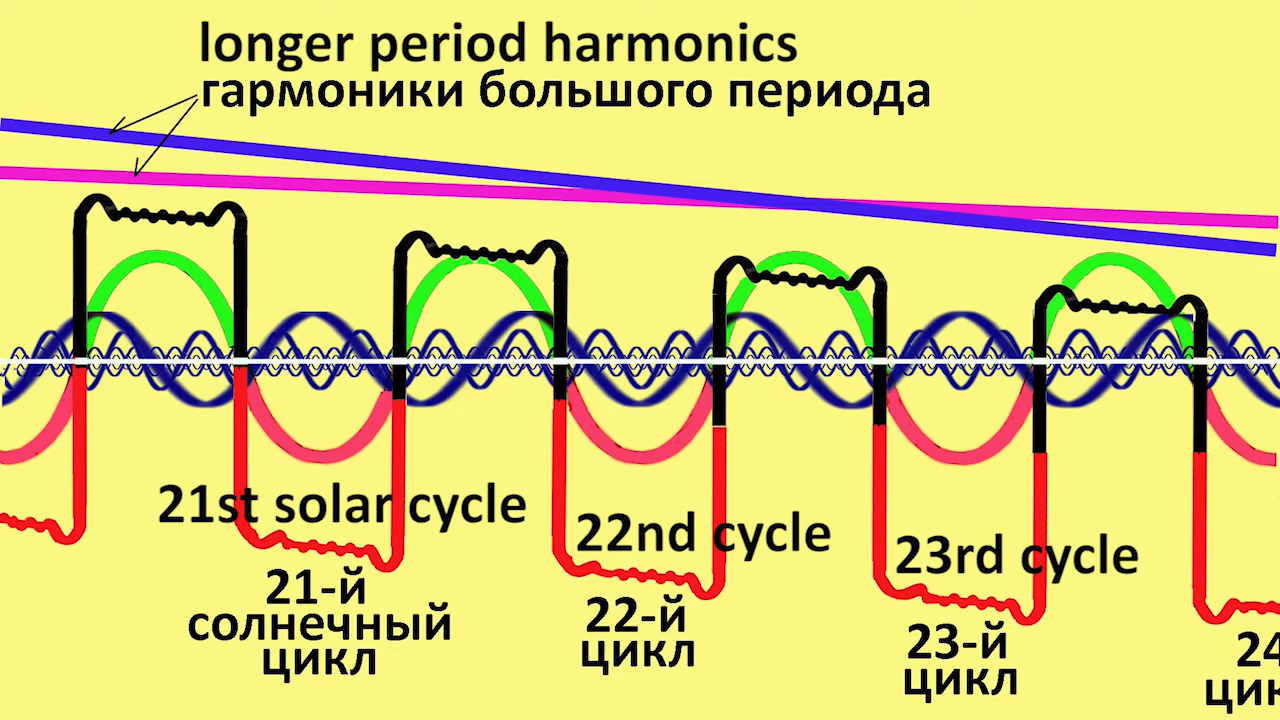 longer period harmonics
гармоники большого периода
21st solar cycle
21-й
солнечный
цикл
22nd cycle
22-й
цикл
23rd cycle
23-й
цикл
24